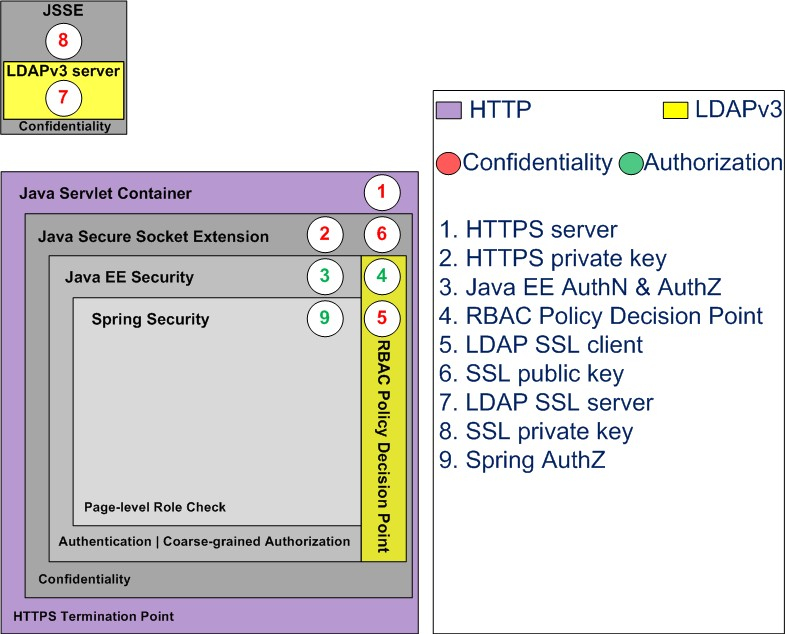 JSSE
8
LDAPv3 server
7
Confidentiality
Java Servlet Container
1
Java Secure Socket Extension
2
6
Java EE Security
3
4
Spring Security
9
5
RBAC Policy Decision Point
Page-level Role Check
Authentication | Coarse-grained Authorization
Confidentiality
HTTPS Termination Point
HTTP
LDAPv3
Confidentiality
Authorization
1. HTTPS server
2. HTTPS private key
3. Java EE AuthN & AuthZ
4. RBAC Policy Decision Point
5. LDAP SSL client
6. SSL public key
7. LDAP SSL server
8. SSL private key
9. Spring AuthZ